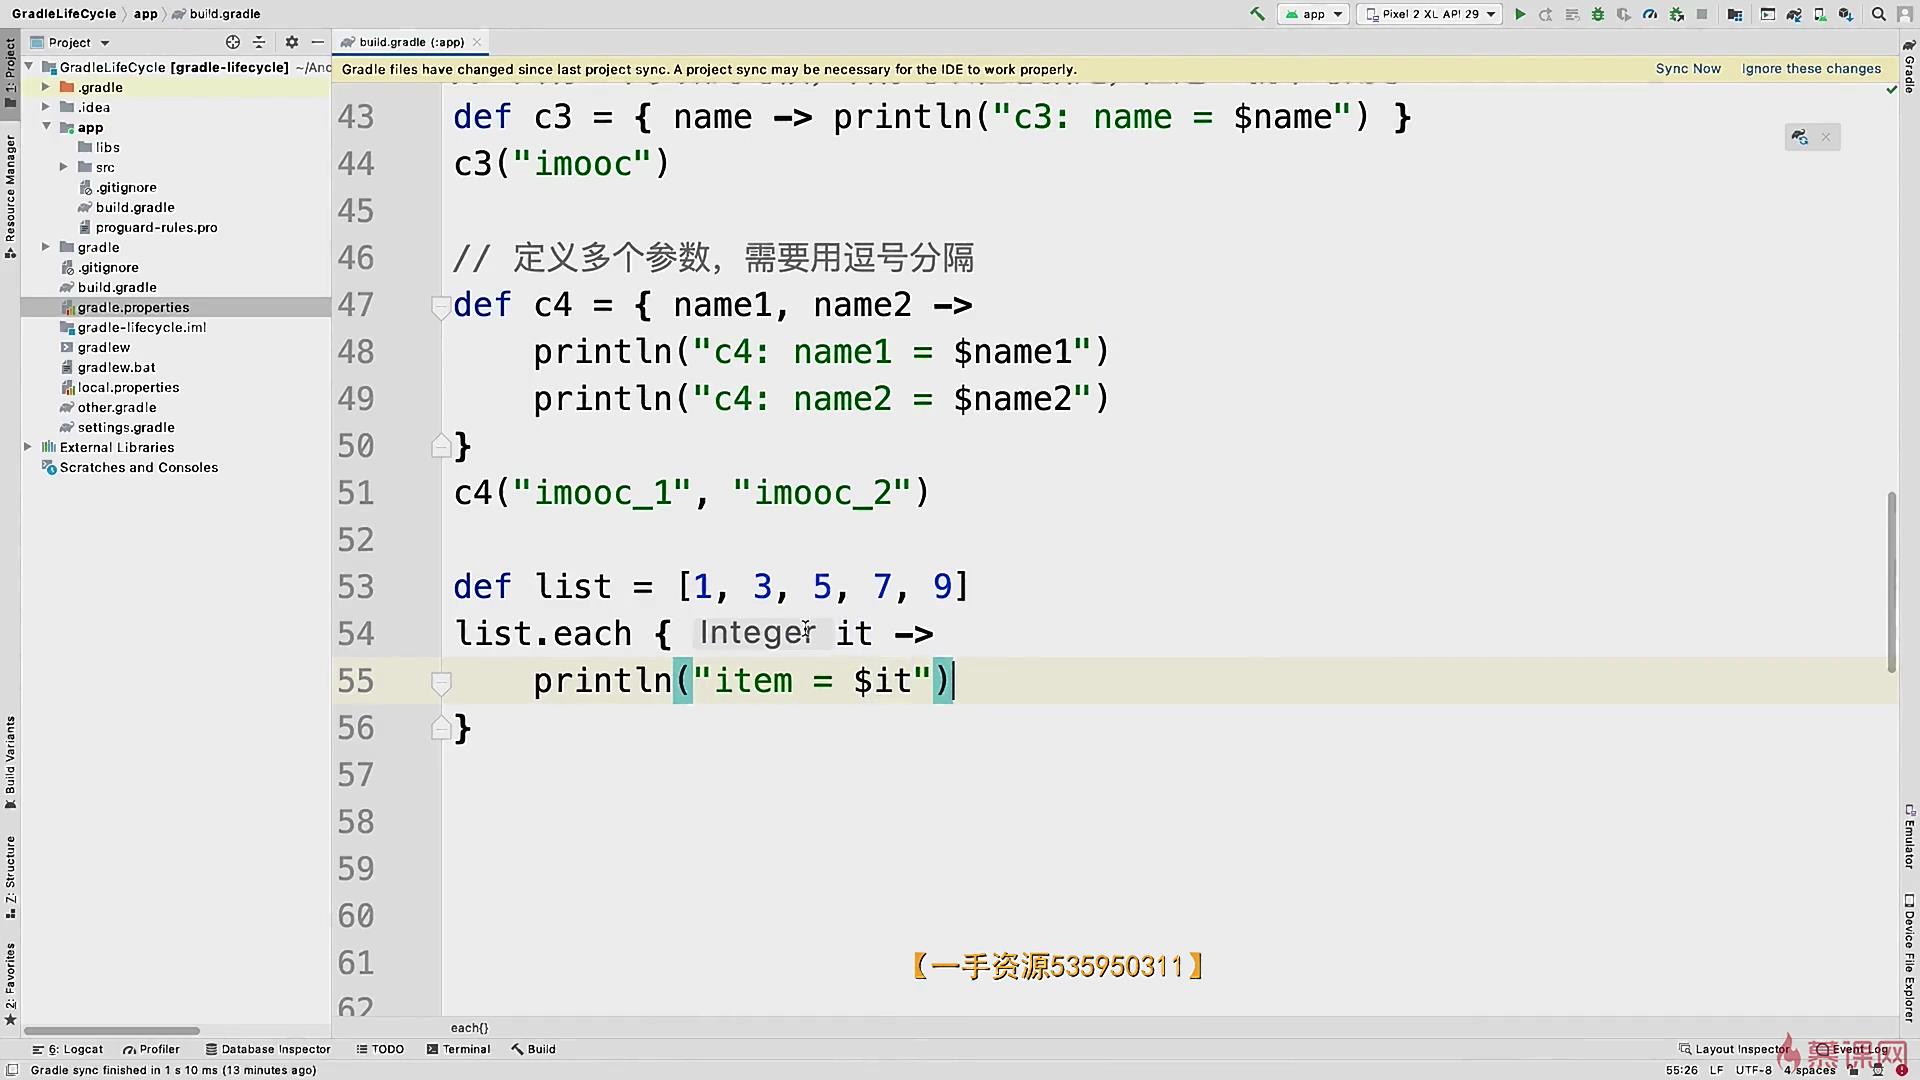 GradleLifeCycle app build.gradle
app
Pixel 2 XL API 29
Project
build.gradle (:app)
GradleLifeCycle [gradle-lifecycle] ~/Anc
Gradle files have changed since last project sync. A project sync may be necessary for the IDE to work properly.
Sync Now
Ignore these changes
.gradle
.idea
app
libs
src
.gitignore
build.gradle
proguard-rules.pro
gradle
.gitignore
build.gradle
gradle.properties
gradle-lifecycle.iml
gradlew
gradlew.bat
local.properties
other.gradle
settings.gradle
External Libraries
Scratches and Consoles
1: Project
Resource Manager
Build Variants
Z: Structure
2: Favorites
43 def c3 = { name -> println("c3: name = $name") }
44 c3("imooc")
45
46 // 定义多个参数，需要用逗号分隔
47 def c4 = { name1, name2 ->
48 println("c4: name1 = $name1")
49 println("c4: name2 = $name2")
50 }
51 c4("imooc_1", "imooc_2")
52
53 def list = [1, 3, 5, 7, 9]
54 list.each { Integer it ->
55 println("item = $it")
56 }
57
58
59
60
61
62
【一手资源535950311】
each{}
Gradle
Emulator
Device File Explorer
6: Logcat
Profiler
Database Inspector
TODO
Terminal
Build
Layout Inspector
Event Log
慕课网
Gradle sync finished in 1 s 10 ms (13 minutes ago)
55:26 LF UTF-8 4 spaces